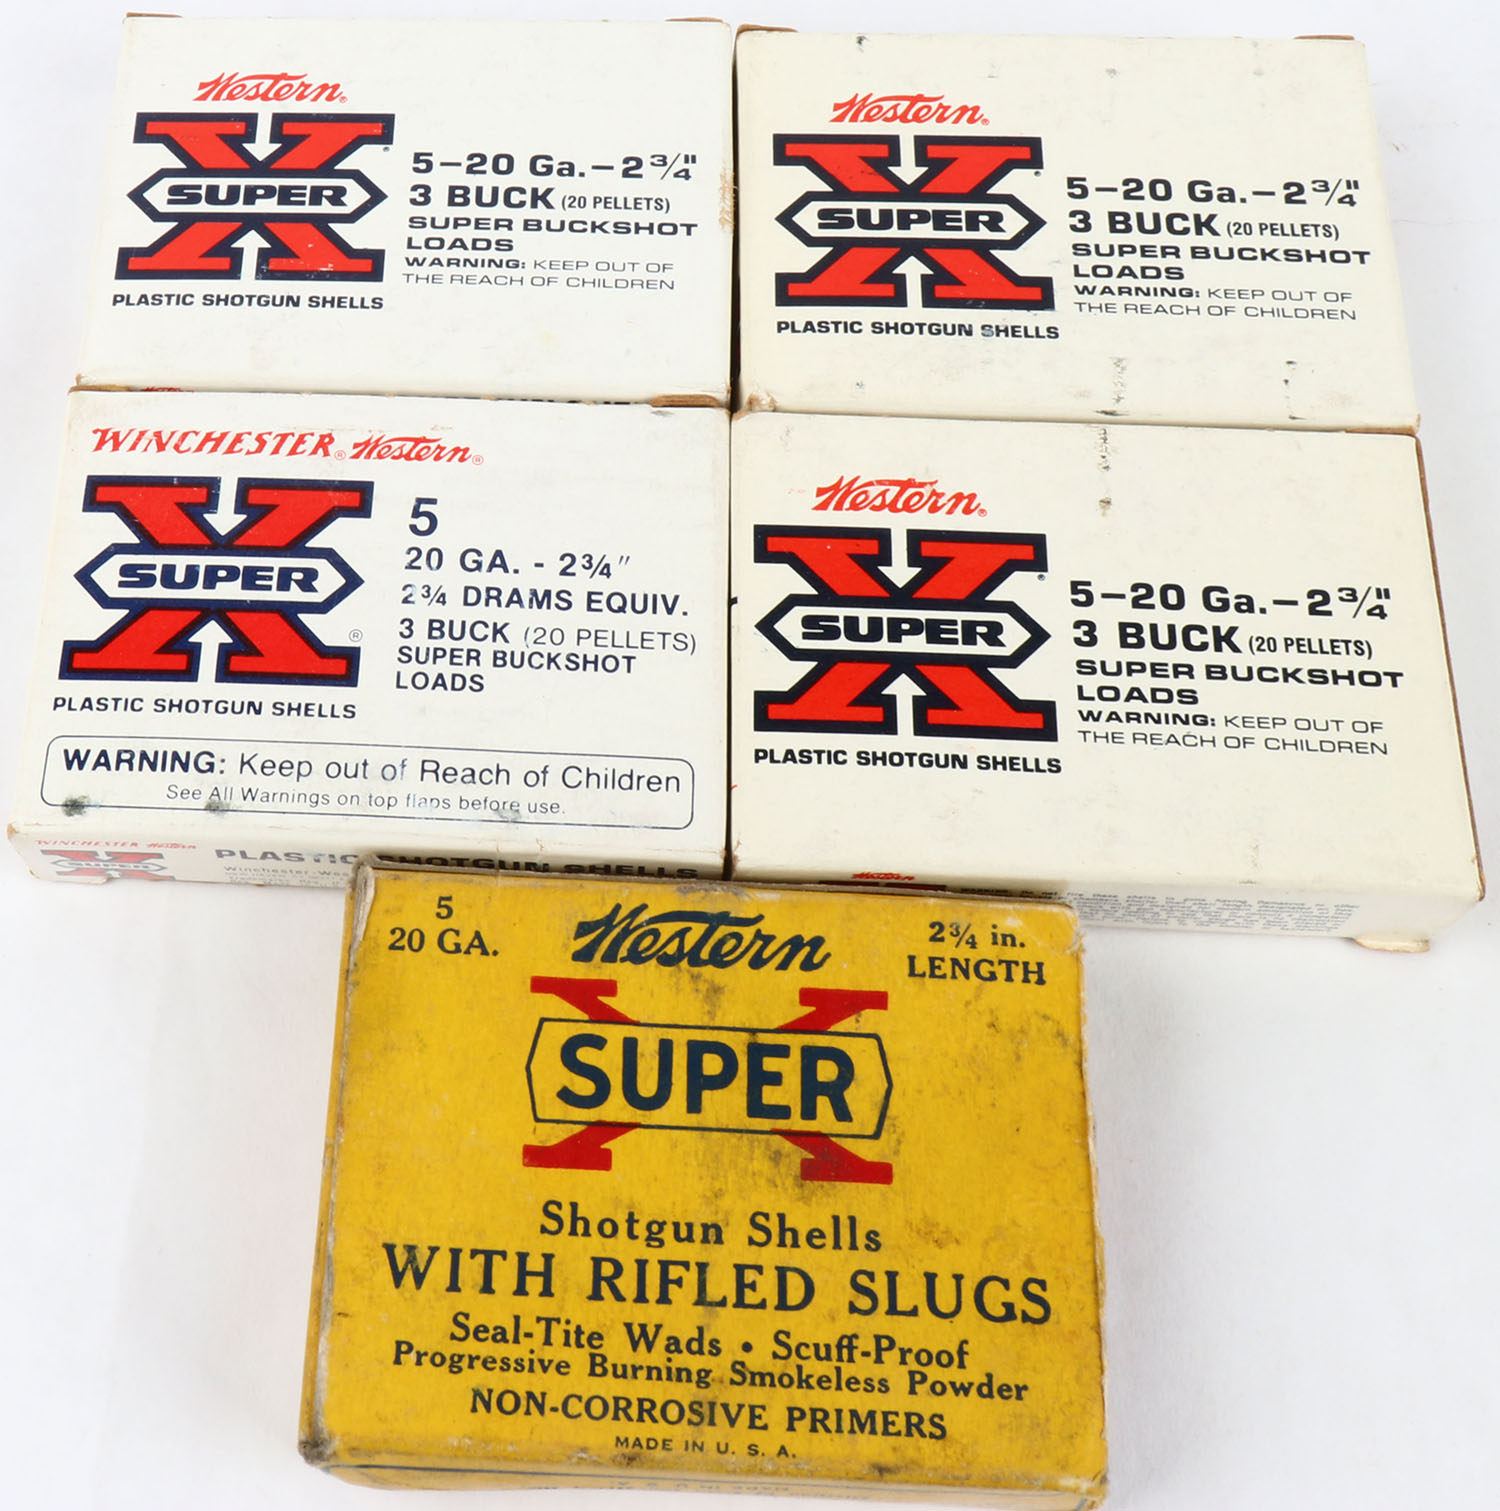 Western®
X
SUPER
PLASTIC SHOTGUN SHELLS
5–20 Ga.–2¾"
3 BUCK (20 PELLETS)
SUPER BUCKSHOT
LOADS
WARNING: KEEP OUT OF
THE REACH OF CHILDREN
Western®
X
SUPER
PLASTIC SHOTGUN SHELLS
5–20 Ga.–2¾"
3 BUCK (20 PELLETS)
SUPER BUCKSHOT
LOADS
WARNING: KEEP OUT OF
THE REACH OF CHILDREN
WINCHESTER® Western®
X
SUPER
®
PLASTIC SHOTGUN SHELLS
5
20 GA. - 2¾"
2¾ DRAMS EQUIV.
3 BUCK (20 PELLETS)
SUPER BUCKSHOT
LOADS
WARNING: Keep out of Reach of Children
See All Warnings on top flaps before use.
WINCHESTER Western
SUPER
PLASTIC SHOTGUN SHELLS
Western®
X
SUPER
PLASTIC SHOTGUN SHELLS
5–20 Ga.–2¾"
3 BUCK (20 PELLETS)
SUPER BUCKSHOT
LOADS
WARNING: KEEP OUT OF
THE REACH OF CHILDREN
Western
5
20 GA.
Western
2¾ in.
LENGTH
X
SUPER
Shotgun Shells
WITH RIFLED SLUGS
Seal-Tite Wads • Scuff-Proof
Progressive Burning Smokeless Powder
NON-CORROSIVE PRIMERS
MADE IN U. S. A.